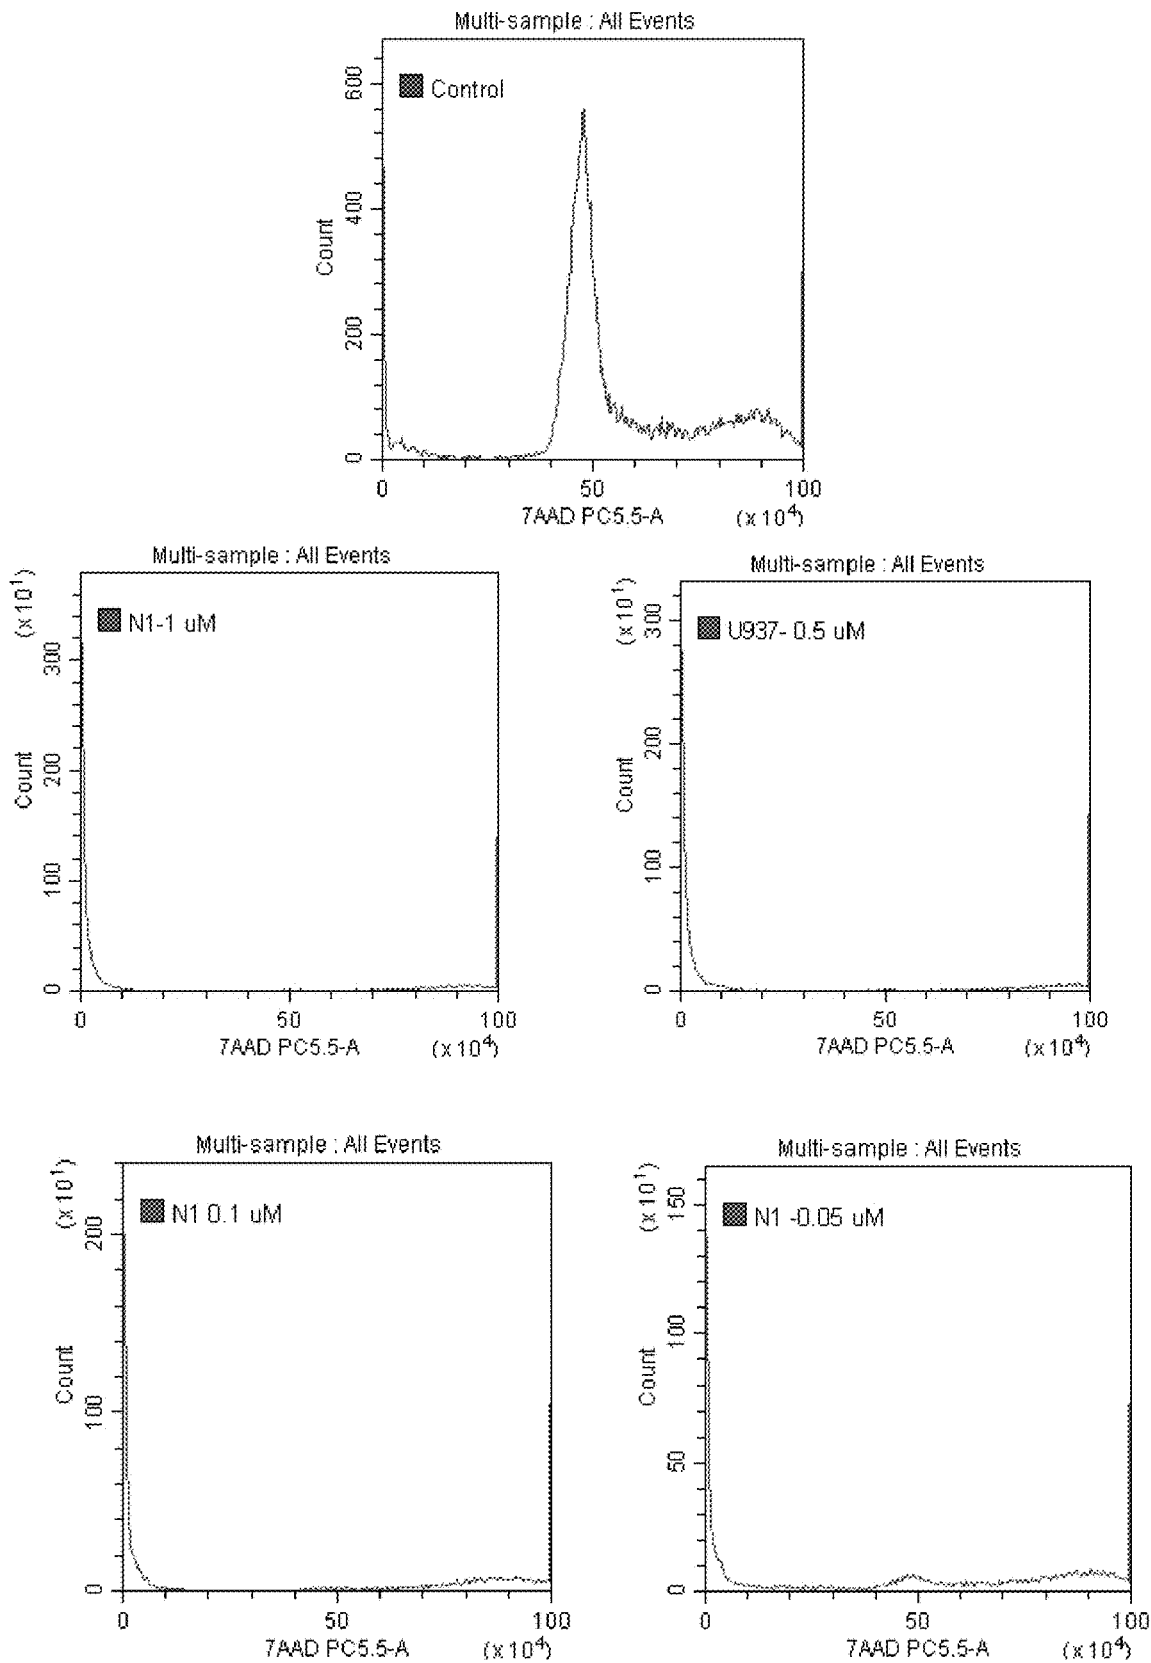 Multi-sample : All Events
Control
600
400
200
0
Count
0 50 100
7AAD PC5.5-A (x 10⁴)
Multi-sample : All Events
(x 10¹)
N1-1 uM
300
200
100
0
Count
0 50 100
7AAD PC5.5-A (x 10⁴)
Multi-sample : All Events
(x 10¹)
U937- 0.5 uM
300
200
100
0
Count
0 50 100
7AAD PC5.5-A (x 10⁴)
Multi-sample : All Events
(x 10¹)
N1 0.1 uM
200
100
0
Count
0 50 100
7AAD PC5.5-A (x 10⁴)
Multi-sample : All Events
(x 10¹)
N1 -0.05 uM
150
100
50
0
Count
0 50 100
7AAD PC5.5-A (x 10⁴)